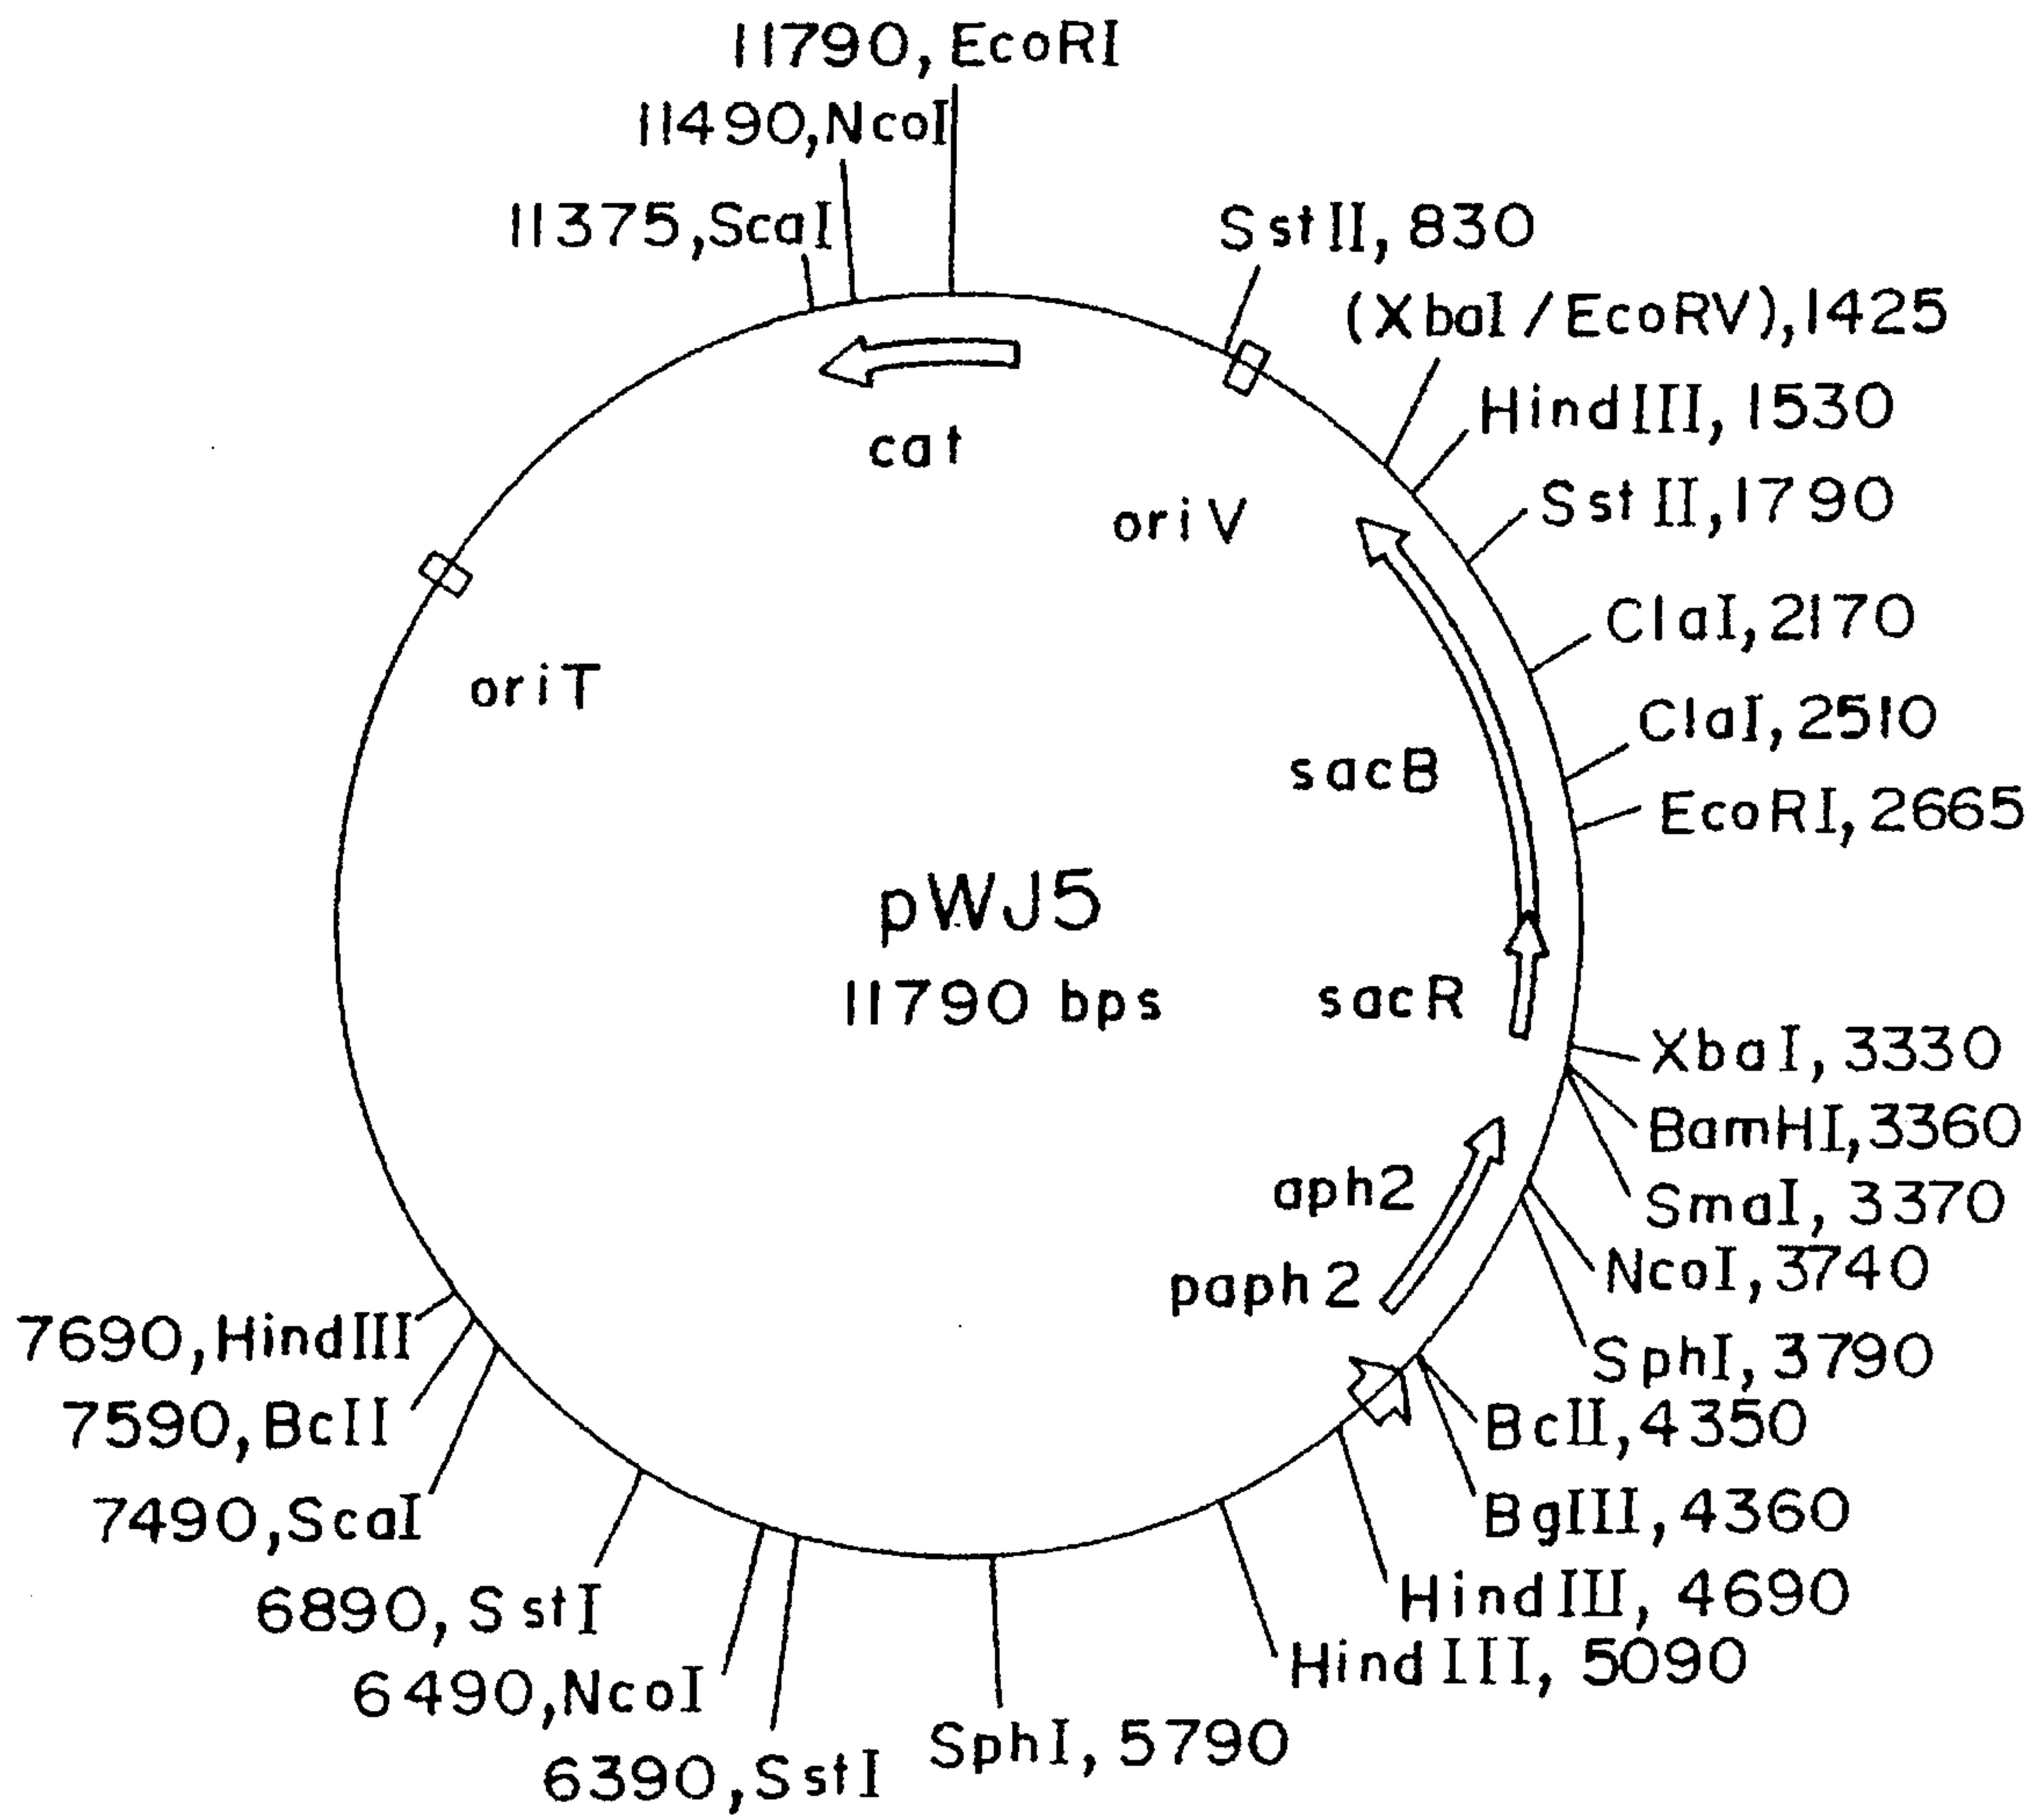 11790, EcoRI
11490,NcoI
11375,ScaI
SstII, 830
(XbaI/EcoRV),1425
HindIII, 1530
SstII,1790
ClaI,2170
ClaI,2510
EcoRI,2665
cat
oriV
oriT
sacB
pWJ5
11790 bps
sacR
XbaI,3330
BamHI,3360
SmaI, 3370
NcoI,3740
SphI,3790
BclI,4350
BglII,4360
HindIII, 4690
HindIII, 5090
aph2
paph2
7690,HindIII
7590,BclI
7490,ScaI
6890, SstI
6490,NcoI
6390,SstI
SphI,5790